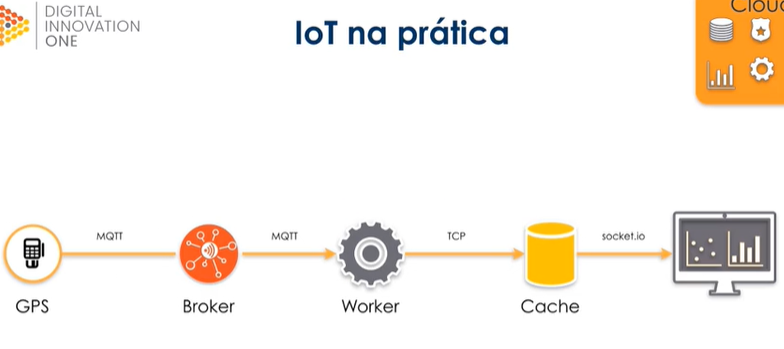 DIGITAL
INNOVATION
ONE
IoT na prática
MQTT
MQTT
TCP
socket.io
GPS
Broker
Worker
Cache